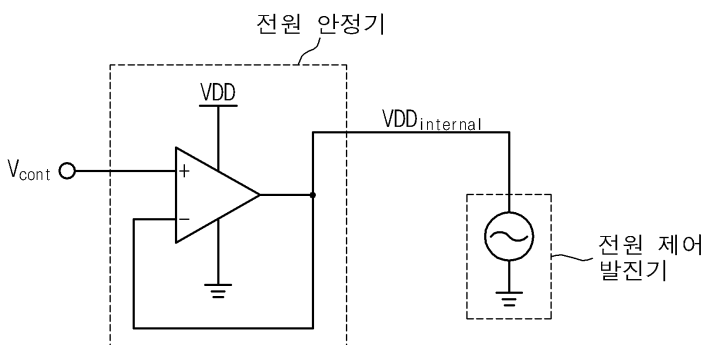 전원 안정기
VDD
VDDinternal
Vcont
+
−
전원 제어
발진기